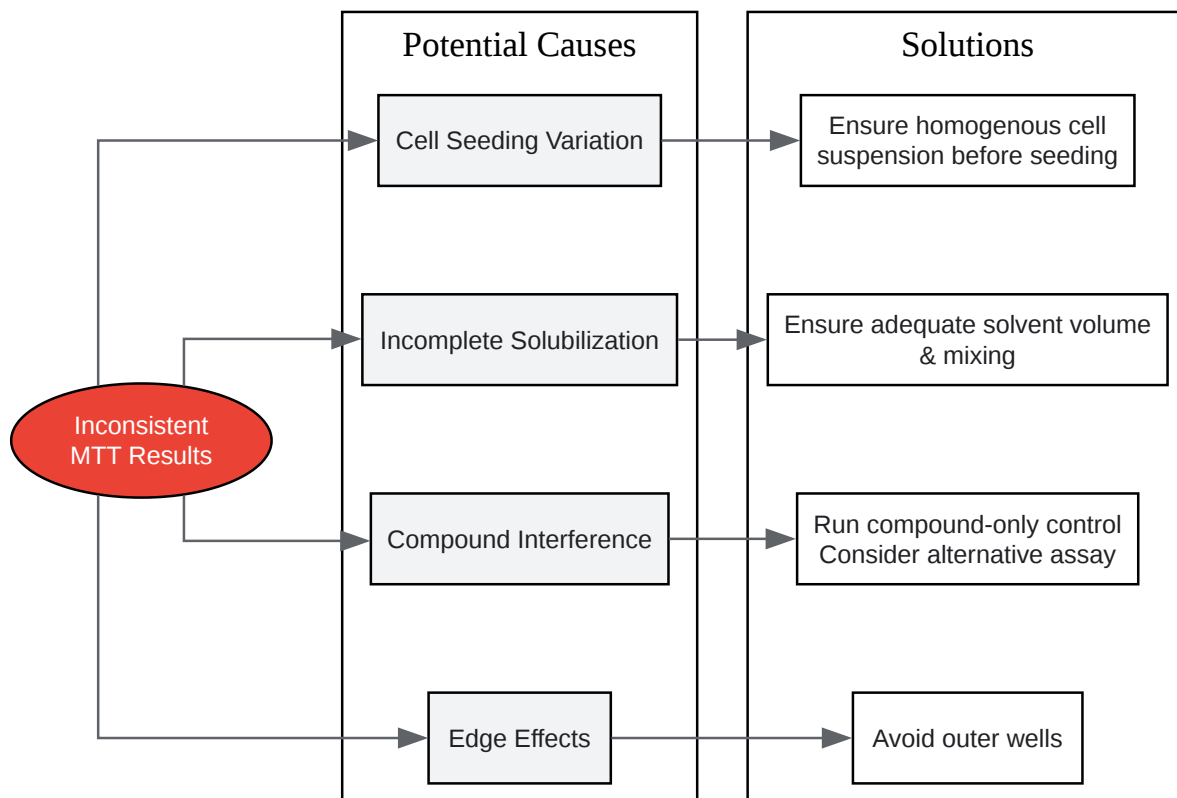 Potential Causes
Solutions
Cell Seeding Variation
Ensure homogenous cell
suspension before seeding
Incomplete Solubilization
Ensure adequate solvent volume
& mixing
Inconsistent
MTT Results
Compound Interference
Run compound-only control
Consider alternative assay
Edge Effects
Avoid outer wells